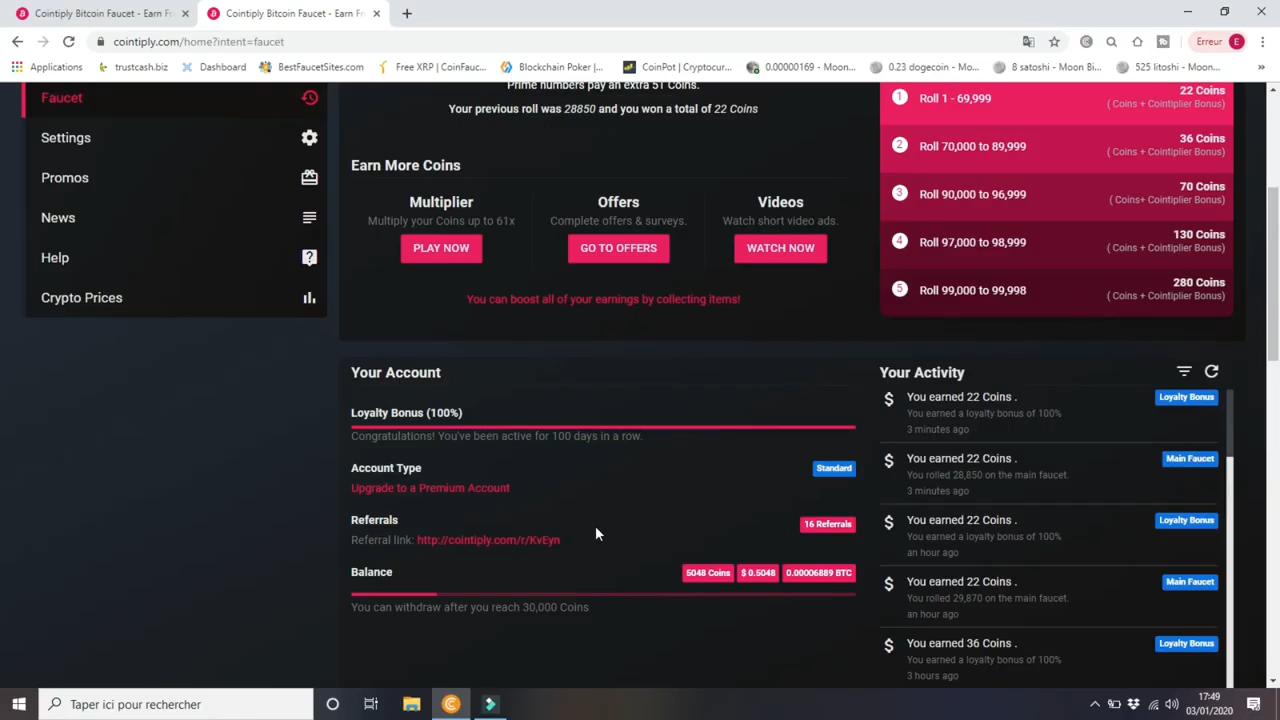 Cointiply Bitcoin Faucet - Earn Fr
Cointiply Bitcoin Faucet - Earn Fr
cointiply.com/home?intent=faucet
Erreur
E
Applications
trustcash.biz
Dashboard
BestFaucetSites.com
Free XRP | CoinFauc...
Blockchain Poker |...
CoinPot | Cryptocur...
0.00000169 - Moon...
0.23 dogecoin - Mo...
8 satoshi - Moon Bi...
525 litoshi - Moon...
»
Faucet
Settings
Promos
News
Help
Crypto Prices
Prime numbers pay an extra 51 Coins.
Your previous roll was 28850 and you won a total of 22 Coins
Earn More Coins
Multiplier
Multiply your Coins up to 61x
PLAY NOW
Offers
Complete offers & surveys.
GO TO OFFERS
Videos
Watch short video ads.
WATCH NOW
You can boost all of your earnings by collecting items!
1 Roll 1 - 69,999 22 Coins
( Coins + Cointiplier Bonus)
2 Roll 70,000 to 89,999 36 Coins
( Coins + Cointiplier Bonus)
3 Roll 90,000 to 96,999 70 Coins
( Coins+ Cointiplier Bonus)
4 Roll 97,000 to 98,999 130 Coins
( Coins + Cointiplier Bonus)
5 Roll 99,000 to 99,998 280 Coins
( Coins + Cointiplier Bonus)
Your Account
Loyalty Bonus (100%)
Congratulations! You've been active for 100 days in a row.
Account Type
Standard
Upgrade to a Premium Account
Referrals
16 Referrals
Referral link: http://cointiply.com/r/KvEyn
Balance
5048 Coins $ 0.5048 0.00006889 BTC
You can withdraw after you reach 30,000 Coins
Your Activity
$ You earned 22 Coins . Loyalty Bonus
You earned a loyalty bonus of 100%
3 minutes ago
$ You earned 22 Coins . Main Faucet
You rolled 28,850 on the main faucet.
3 minutes ago
$ You earned 22 Coins . Loyalty Bonus
You earned a loyalty bonus of 100%
an hour ago
$ You earned 22 Coins . Main Faucet
You rolled 29,870 on the main faucet.
an hour ago
$ You earned 36 Coins . Loyalty Bonus
You earned a loyalty bonus of 100%
3 hours ago
Taper ici pour rechercher
17:49
03/01/2020